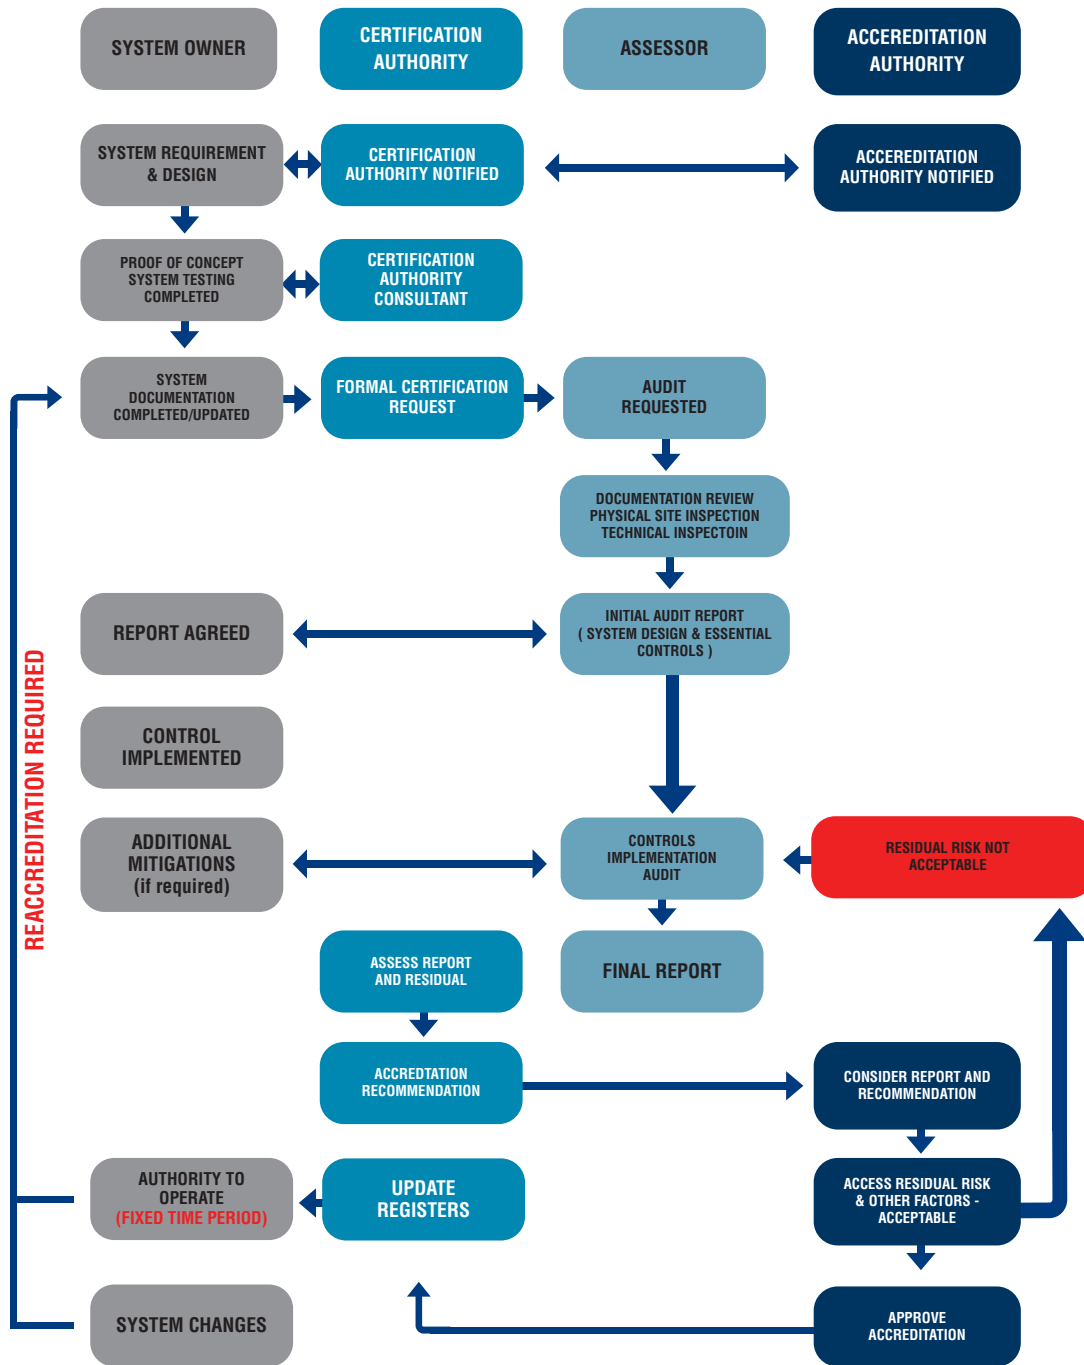 SYSTEM OWNER
CERTIFICATION
AUTHORITY
ASSESSOR
ACCEREDITATION
AUTHORITY
SYSTEM REQUIREMENT
& DESIGN
CERTIFICATION
AUTHORITY NOTIFIED
ACCEREDITATION
AUTHORITY NOTIFIED
PROOF OF CONCEPT
SYSTEM TESTING
COMPLETED
CERTIFICATION
AUTHORITY
CONSULTANT
SYSTEM
DOCUMENTATION
COMPLETED/UPDATED
FORMAL CERTIFICATION
REQUEST
AUDIT
REQUESTED
DOCUMENTATION REVIEW
PHYSICAL SITE INSPECTION
TECHNICAL INSPECTOIN
REPORT AGREED
INITIAL AUDIT REPORT
( SYSTEM DESIGN & ESSENTIAL
CONTROLS )
REACCREDITATION REQUIRED
CONTROL
IMPLEMENTED
ADDITIONAL
MITIGATIONS
(if required)
CONTROLS
IMPLEMENTATION
AUDIT
RESIDUAL RISK NOT
ACCEPTABLE
ASSESS REPORT
AND RESIDUAL
FINAL REPORT
ACCREDTATION
RECOMMENDATION
CONSIDER REPORT AND
RECOMMENDATION
AUTHORITY TO
OPERATE
(FIXED TIME PERIOD)
UPDATE
REGISTERS
ACCESS RESIDUAL RISK
& OTHER FACTORS -
ACCEPTABLE
SYSTEM CHANGES
APPROVE
ACCREDITATION